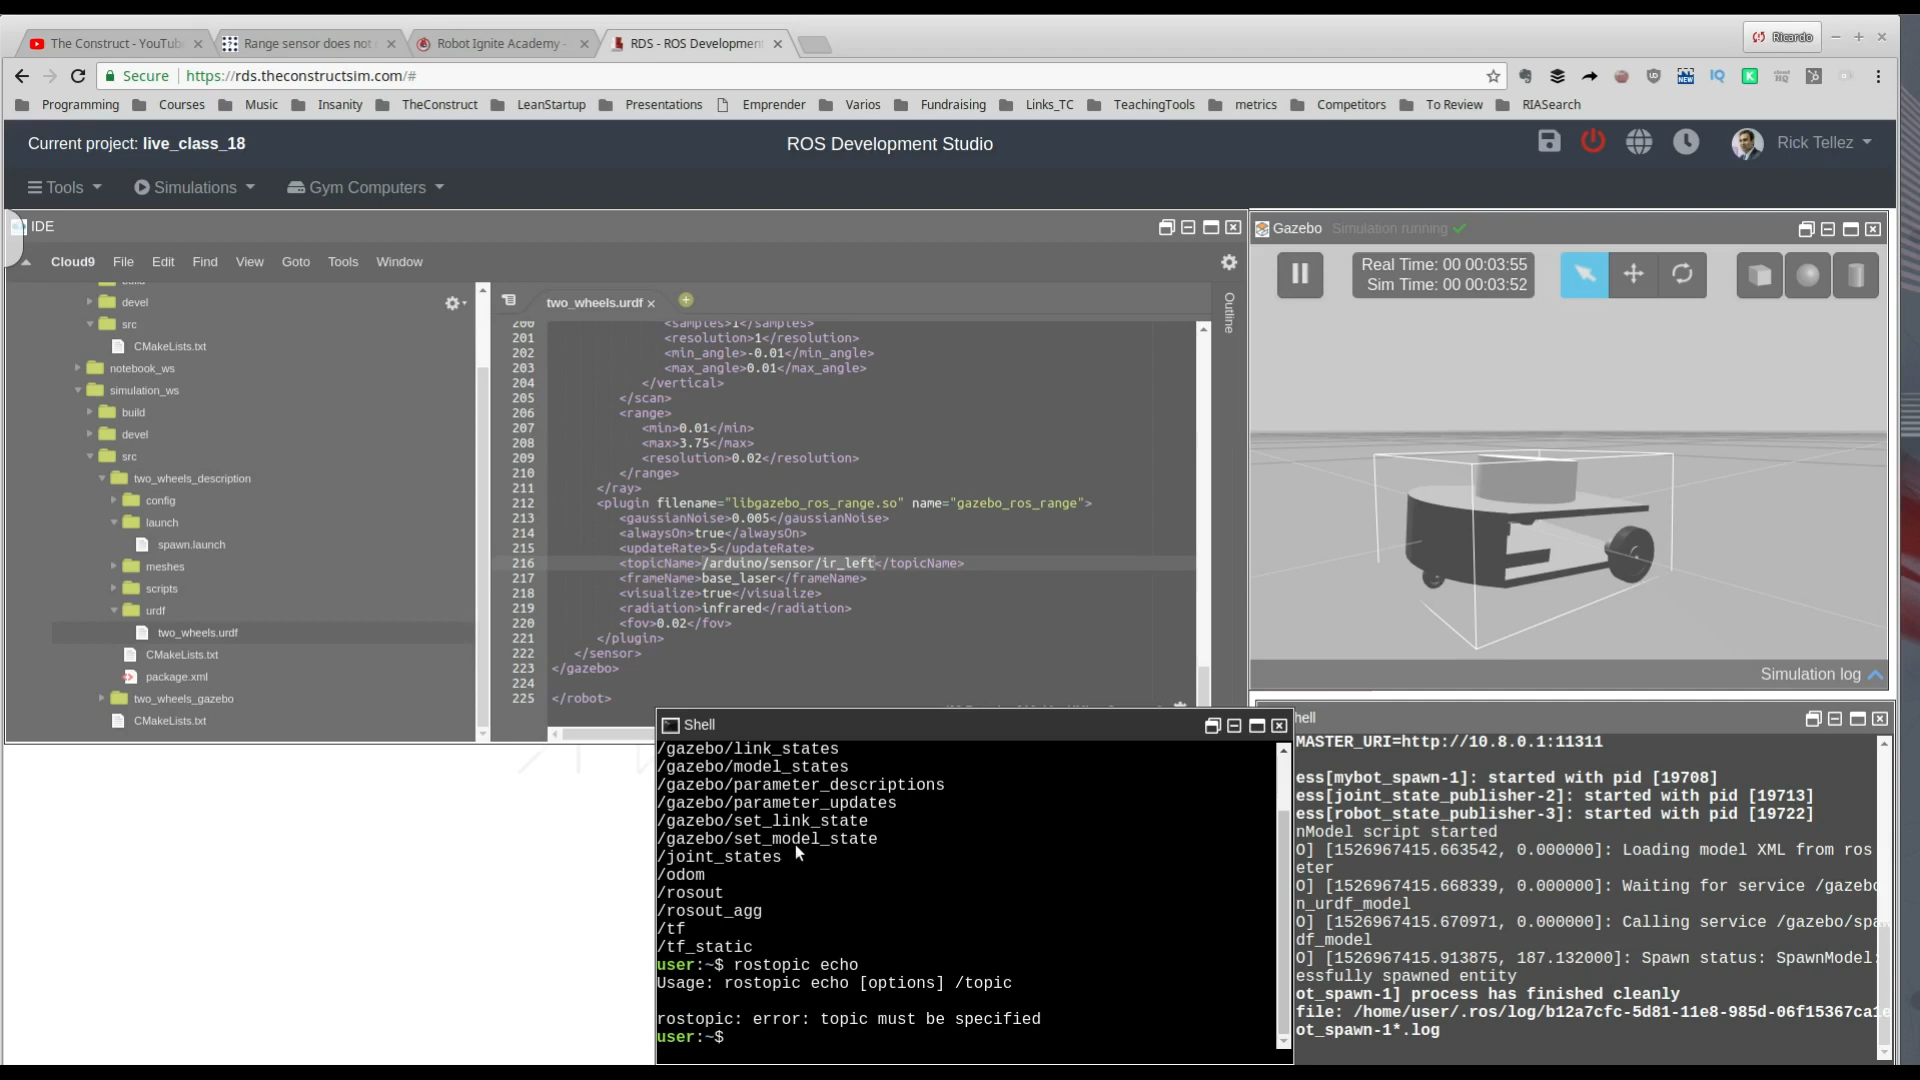 The Construct - YouTub
Range sensor does not
Robot Ignite Academy -
RDS - ROS Development
Ricardo
Secure
https://rds.theconstructsim.com/#
Programming
Courses
Music
Insanity
TheConstruct
LeanStartup
Presentations
Emprender
Varios
Fundraising
Links_TC
TeachingTools
metrics
Competitors
To Review
RIASearch
Current project: live_class_18
ROS Development Studio
Rick Tellez
Tools
Simulations
Gym Computers
IDE
Cloud9 File Edit Find View Goto Tools Window
build
devel
src
CMakeLists.txt
notebook_ws
simulation_ws
build
devel
src
two_wheels_description
config
launch
spawn.launch
meshes
scripts
urdf
two_wheels.urdf
CMakeLists.txt
package.xml
two_wheels_gazebo
CMakeLists.txt
two_wheels.urdf
Outline
200 <samples>1</samples>
201 <resolution>1</resolution>
202 <min_angle>-0.01</min_angle>
203 <max_angle>0.01</max_angle>
204 </vertical>
205 </scan>
206 <range>
207 <min>0.01</min>
208 <max>3.75</max>
209 <resolution>0.02</resolution>
210 </range>
211 </ray>
212 <plugin filename="libgazebo_ros_range.so" name="gazebo_ros_range">
213 <gaussianNoise>0.005</gaussianNoise>
214 <alwaysOn>true</alwaysOn>
215 <updateRate>5</updateRate>
216 <topicName>/arduino/sensor/ir_left</topicName>
217 <frameName>base_laser</frameName>
218 <visualize>true</visualize>
219 <radiation>infrared</radiation>
220 <fov>0.02</fov>
221 </plugin>
222 </sensor>
223 </gazebo>
224
225 </robot>
Gazebo
Simulation running
Real Time: 00 00:03:55
Sim Time: 00 00:03:52
Simulation log
Shell
/gazebo/link_states
/gazebo/model_states
/gazebo/parameter_descriptions
/gazebo/parameter_updates
/gazebo/set_link_state
/gazebo/set_model_state
/joint_states
/odom
/rosout
/rosout_agg
/tf
/tf_static
user:~$ rostopic echo
Usage: rostopic echo [options] /topic
rostopic: error: topic must be specified
user:~$
hell
MASTER_URI=http://10.8.0.1:11311
ess[mybot_spawn-1]: started with pid [19708]
ess[joint_state_publisher-2]: started with pid [19713]
ess[robot_state_publisher-3]: started with pid [19722]
nModel script started
O] [1526967415.663542, 0.000000]: Loading model XML from ros
eter
O] [1526967415.668339, 0.000000]: Waiting for service /gazebo
n_urdf_model
O] [1526967415.670971, 0.000000]: Calling service /gazebo/spa
df_model
O] [1526967415.913875, 187.132000]: Spawn status: SpawnModel:
essfully spawned entity
ot_spawn-1] process has finished cleanly
file: /home/user/.ros/log/b12a7cfc-5d81-11e8-985d-06f15367ca1e
ot_spawn-1*.log